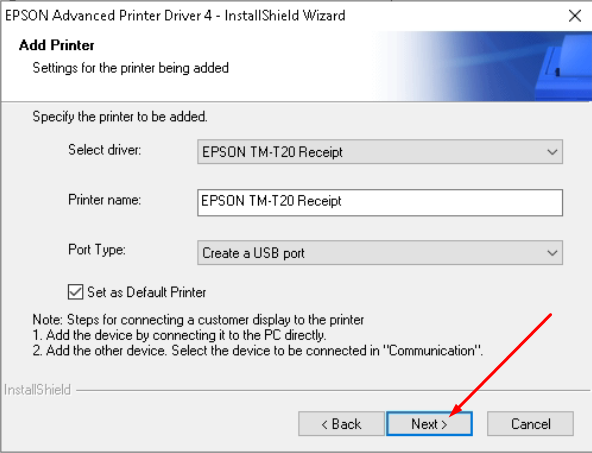 EPSON Advanced Printer Driver 4 - InstallShield Wizard
Add Printer
Settings for the printer being added
Specify the printer to be added.
Select driver: EPSON TM-T20 Receipt
Printer name: EPSON TM-T20 Receipt
Port Type: Create a USB port
Set as Default Printer
Note: Steps for connecting a customer display to the printer
1. Add the device by connecting it to the PC directly.
2. Add the other device. Select the device to be connected in "Communication".
InstallShield
< Back Next > Cancel